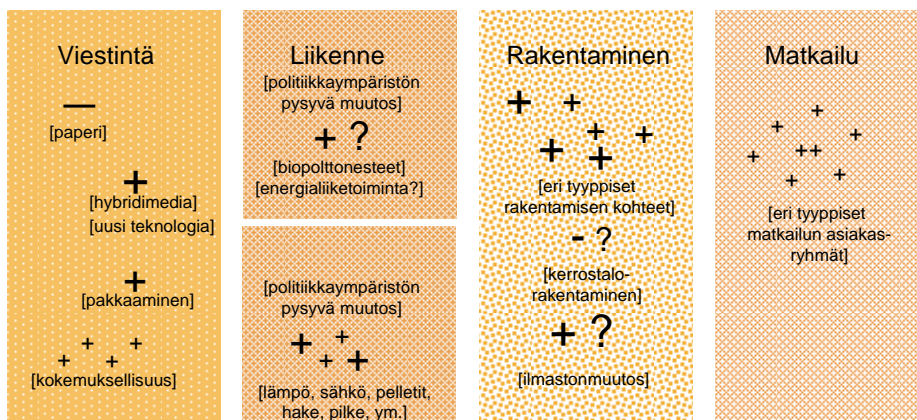 Viestintä
—
[paperi]
+
[hybridimedia]
[uusi teknologia]
+
[pakkaaminen]
+ + + +
[kokemuksellisuus]
Liikenne
[politiikkaympäristön
pysyvä muutos]
+ ?
[biopolttonesteet]
[energialiiketoiminta?]
[politiikkaympäristön
pysyvä muutos]
+ + + +
[lämpö, sähkö, pelletit,
hake, pilke, ym.]
Rakentaminen
+ +
+ +
+ +
[eri tyyppiset
rakentamisen kohteet]
- ?
[kerrostalo-
rakentaminen]
+ ?
[ilmastonmuutos]
Matkailu
+
+ +
+ ++
+ +
[eri tyyppiset
matkailun asiakas-
ryhmät]